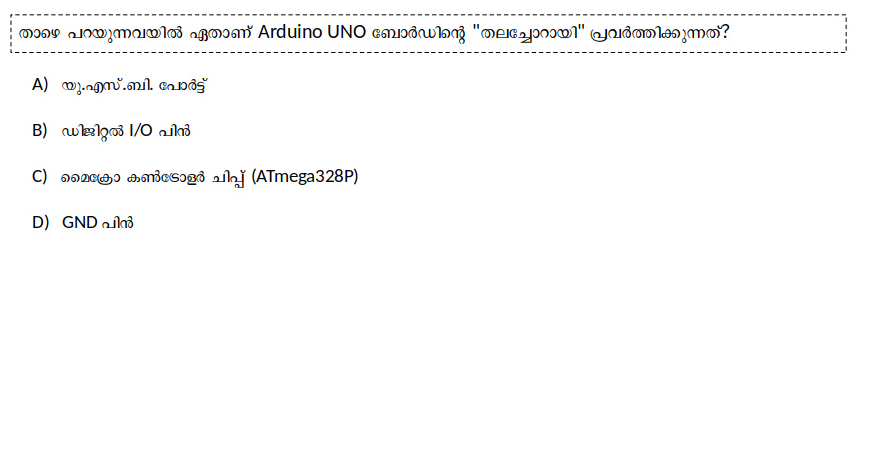 താഴെ പറയുന്നവയിൽ ഏതാണ് Arduino UNO ബോർഡിന്റെ "തലച്ചോറായി" പ്രവർത്തിക്കുന്നത്?
A) യു.എസ്.ബി. പോർട്ട്
B) ഡിജിറ്റൽ I/O പിൻ
C) മൈക്രോ കൺട്രോളർ ചിപ്പ് (ATmega328P)
D) GND പിൻ